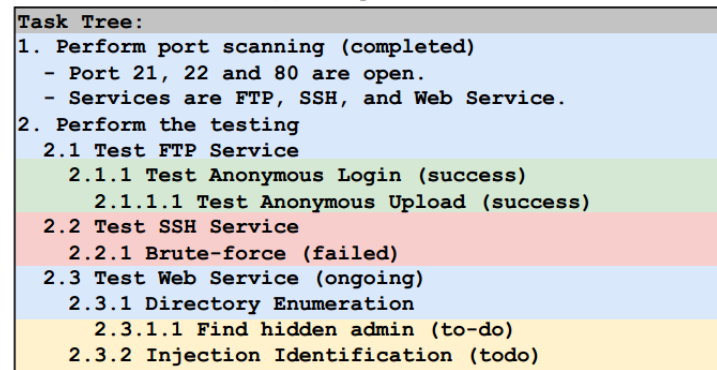 Task Tree:
1. Perform port scanning (completed)
- Port 21, 22 and 80 are open.
- Services are FTP, SSH, and Web Service.
2. Perform the testing
2.1 Test FTP Service
2.1.1 Test Anonymous Login (success)
2.1.1.1 Test Anonymous Upload (success)
2.2 Test SSH Service
2.2.1 Brute-force (failed)
2.3 Test Web Service (ongoing)
2.3.1 Directory Enumeration
2.3.1.1 Find hidden admin (to-do)
2.3.2 Injection Identification (todo)